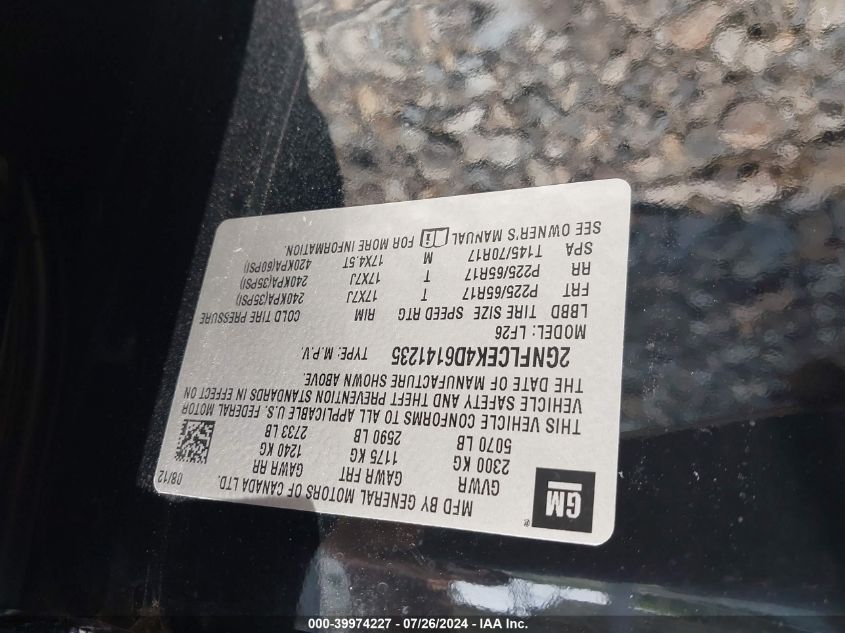 GM
®
MFD BY GENERAL MOTORS OF CANADA LTD. 08/12
GVWR GAWR FRT GAWR RR
2300 KG 1175 KG 1240 KG
5070 LB 2590 LB 2733 LB
THIS VEHICLE CONFORMS TO ALL APPLICABLE U.S. FEDERAL MOTOR
VEHICLE SAFETY AND THEFT PREVENTION STANDARDS IN EFFECT ON
THE DATE OF MANUFACTURE SHOWN ABOVE.
2GNFLCEK4D6141235 TYPE: M.P.V.
MODEL: LF26
LBBD TIRE SIZE SPEED RTG RIM COLD TIRE PRESSURE
FRT P225/65R17 T 17X7J 240KPA(35PSI)
RR P225/65R17 T 17X7J 240KPA(35PSI)
SPA T145/70R17 M 17X4.5T 420KPA(60PSI)
SEE OWNER'S MANUAL i FOR MORE INFORMATION.
000-39974227 - 07/26/2024 - IAA Inc.